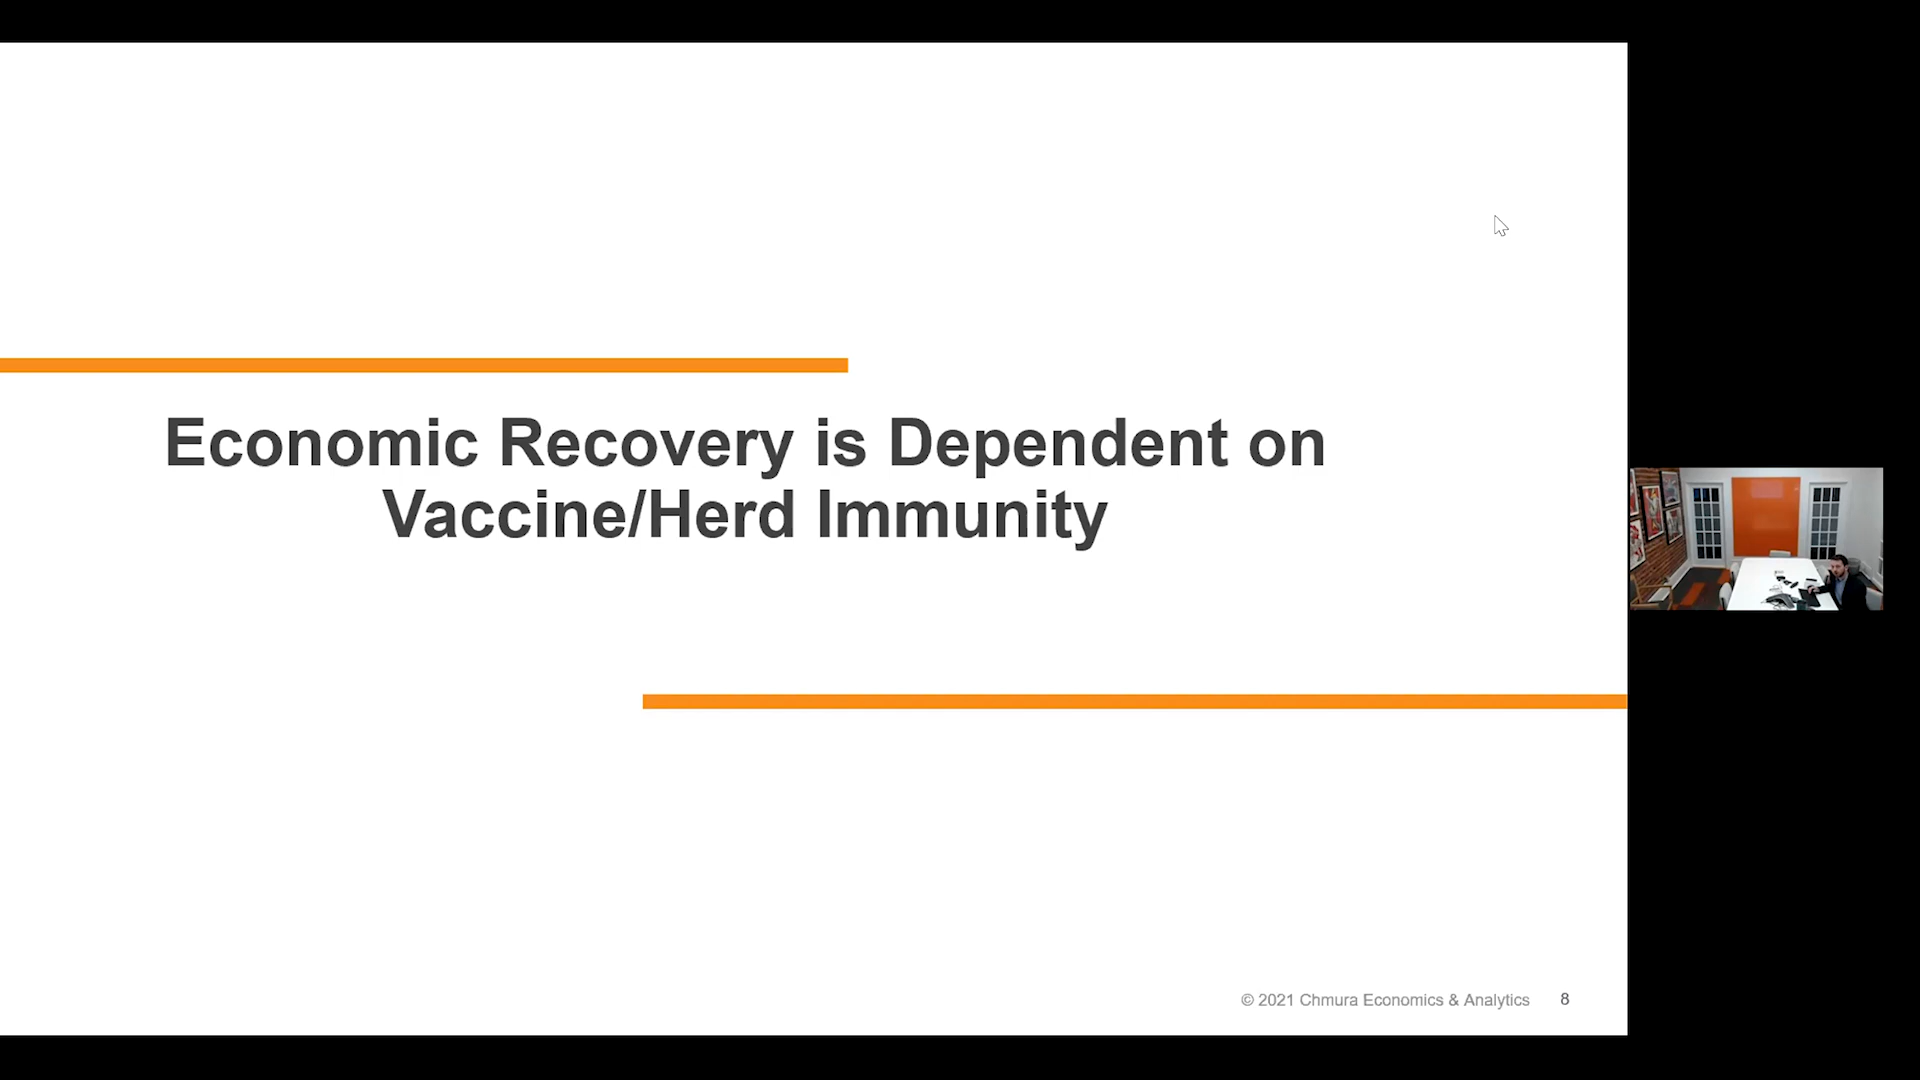 Economic Recovery is Dependent on
Vaccine/Herd Immunity
© 2021 Chmura Economics & Analytics 8